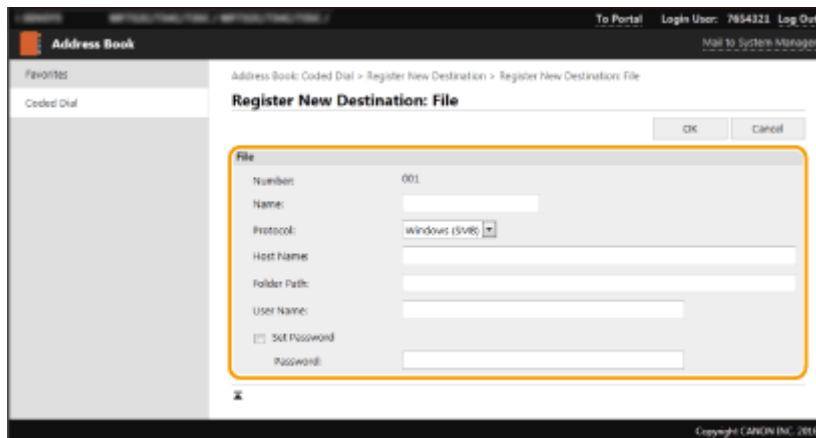 To Portal Login User: 7654321 Log Out
Address Book
Mail to System Manager
Favorites
Coded Dial
Address Book: Coded Dial > Register New Destination > Register New Destination: File
Register New Destination: File
OK Cancel
File
Number: 001
Name:
Protocol: Windows (SMB)
Host Name:
Folder Path:
User Name:
Set Password
Password:
Copyright CANON INC.